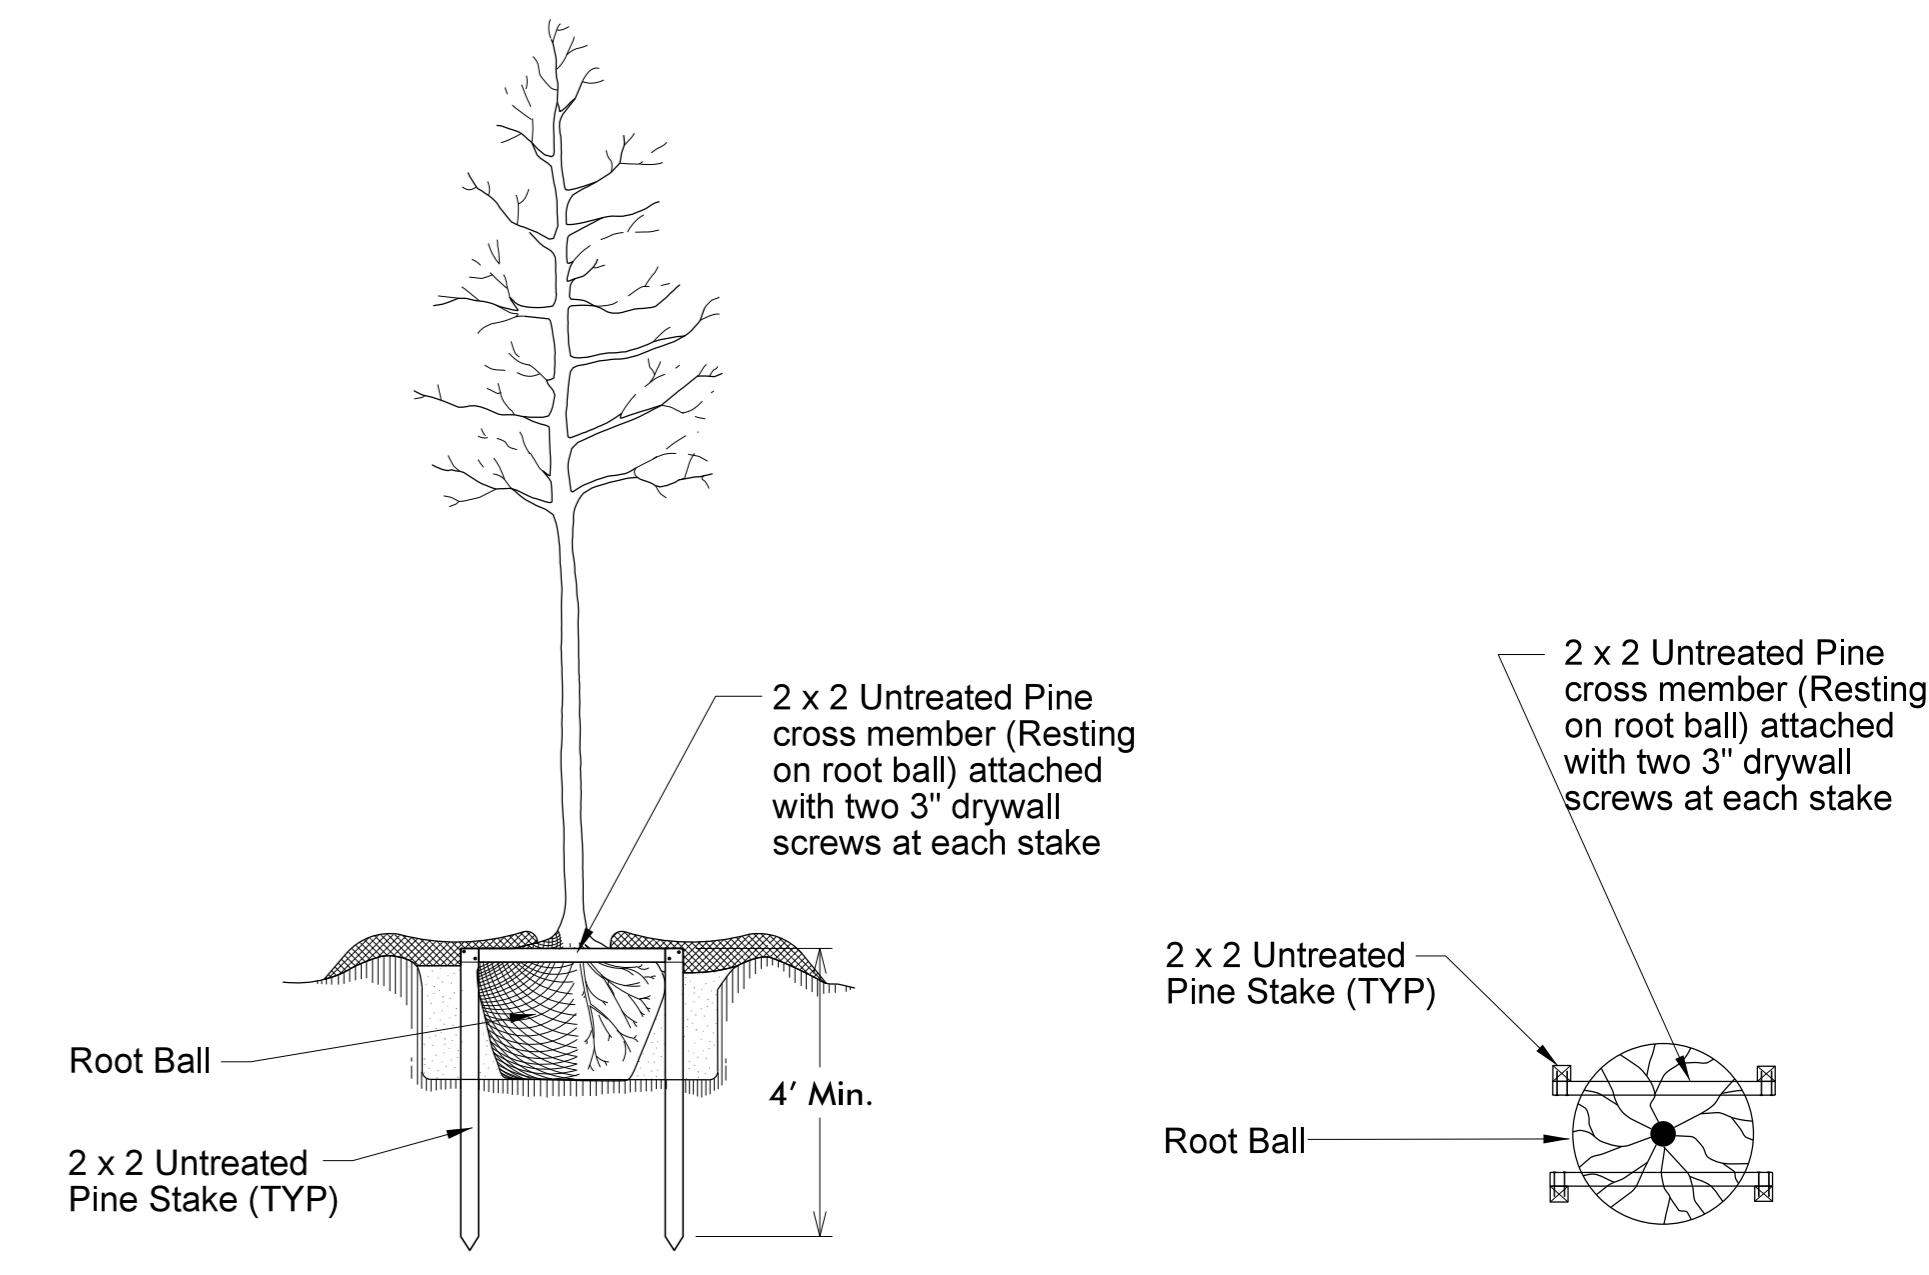 2 x 2 Untreated Pine
cross member (Resting
on root ball) attached
with two 3" drywall
screws at each stake
Root Ball
4' Min.
2 x 2 Untreated
Pine Stake (TYP)
2 x 2 Untreated Pine
cross member (Resting
on root ball) attached
with two 3" drywall
screws at each stake
2 x 2 Untreated
Pine Stake (TYP)
Root Ball